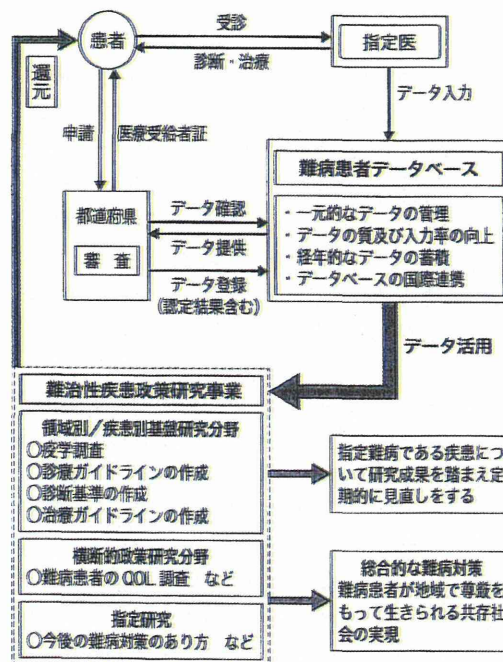 患者
受診
診断・治療
指定医
還元
申請
医療受給者証
データ入力
難病患者データベース
・一元的なデータの管理
・データの質及び入力率の向上
・経年的なデータの蓄積
・データベースの国際連携
都道府県
審 査
データ確認
データ提供
データ登録
(認定結果含む)
データ活用
難治性疾患政策研究事業
領域別/疾患別基盤研究分野
○疫学調査
○診療ガイドラインの作成
○診断基準の作成
○治療ガイドラインの作成
横断的政策研究分野
○難病患者のQOL調査 など
指定研究
○今後の難病対策のあり方 など
指定難病である疾患につ
いて研究成果を踏まえ定
期的に見直しをする
総合的な難病対策
難病患者が地域で尊厳を
もって生きられる共存社
会の実現